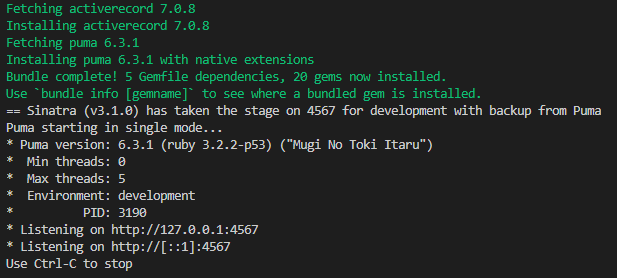 Fetching activerecord 7.0.8
Installing activerecord 7.0.8
Fetching puma 6.3.1
Installing puma 6.3.1 with native extensions
Bundle complete! 5 Gemfile dependencies, 20 gems now installed.
Use `bundle info [gemname]` to see where a bundled gem is installed.
== Sinatra (v3.1.0) has taken the stage on 4567 for development with backup from Puma
Puma starting in single mode...
* Puma version: 6.3.1 (ruby 3.2.2-p53) ("Mugi No Toki Itaru")
*  Min threads: 0
*  Max threads: 5
*  Environment: development
*          PID: 3190
* Listening on http://127.0.0.1:4567
* Listening on http://[::1]:4567
Use Ctrl-C to stop